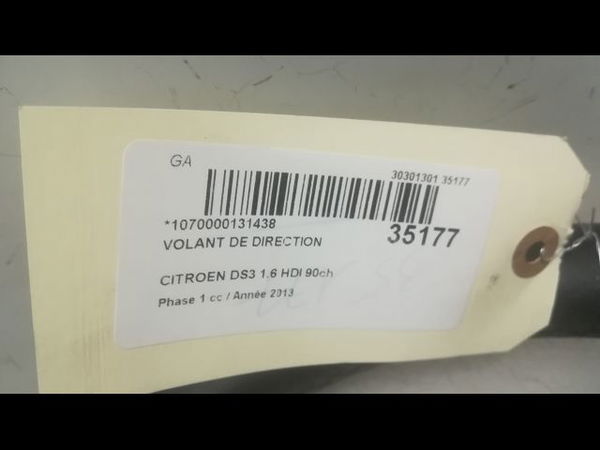 GA
30301301 35177
*1070000131438
35177
VOLANT DE DIRECTION
CITROEN DS3 1.6 HDI 90ch
Phase 1 cc / Année 2013